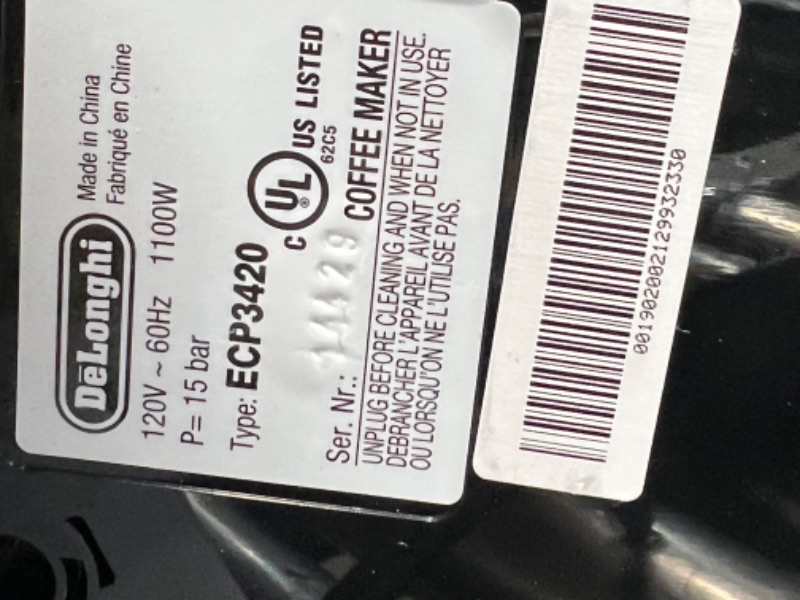 DeLonghi
Made in China
Fabriqué en Chine
120V ~ 60Hz 1100W
P= 15 bar
Type: ECP3420
C UL ® US LISTED
62C5
Ser. Nr.:
COFFEE MAKER
UNPLUG BEFORE CLEANING AND WHEN NOT IN USE.
DEBRANCHER L'APPAREIL AVANT DE LA NETTOYER
OU LORSQU'ON NE L'UTILISE PAS.
001902002129932330